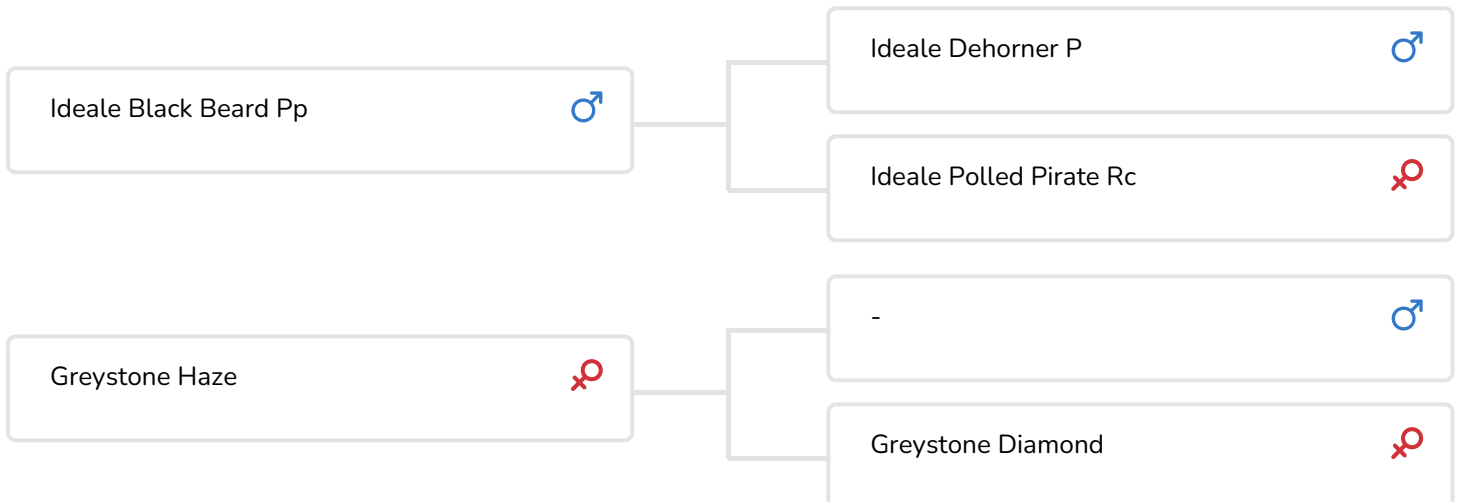 Ideale Dehorner P
Ideale Black Beard Pp
Ideale Polled Pirate Rc
-
Greystone Haze
Greystone Diamond